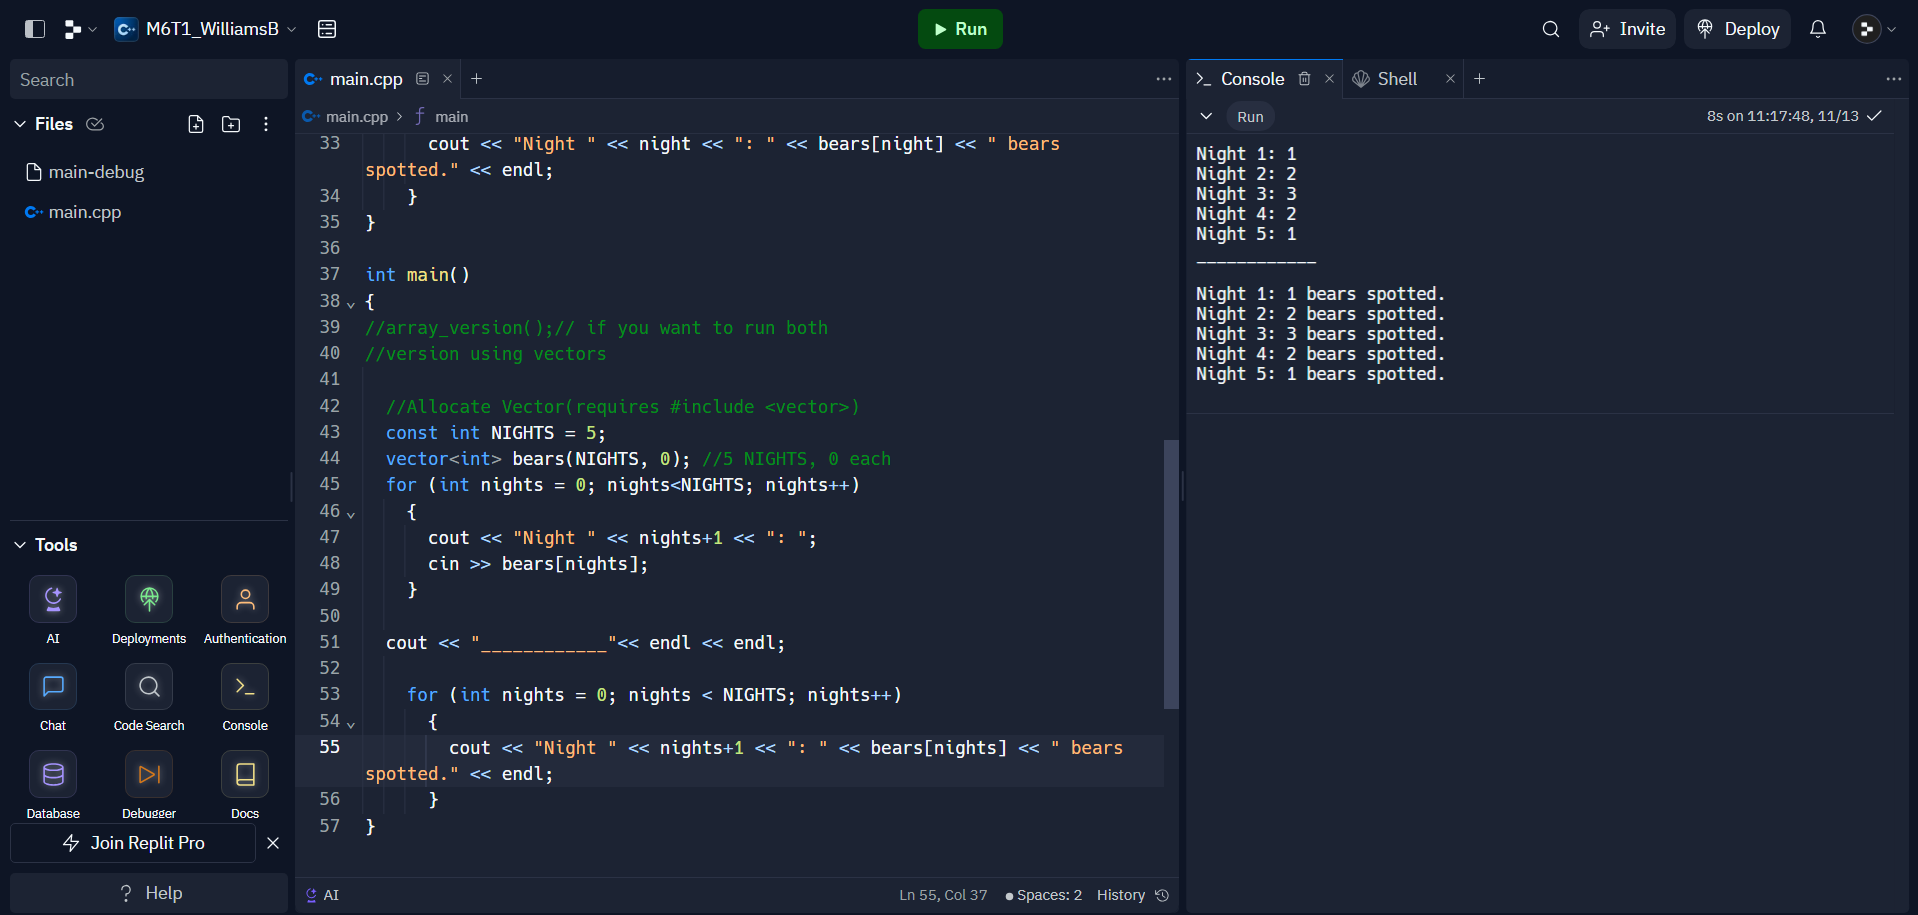 M6T1_WilliamsB
Run
Invite
Deploy
Search
Files
main-debug
main.cpp
Tools
AI
Deployments
Authentication
Chat
Code Search
Console
Database
Debugger
Docs
Join Replit Pro
Help
main.cpp
main.cpp > main
33 cout << "Night " << night << ": " << bears[night] << " bears
spotted." << endl;
34 }
35 }
36
37 int main()
38 {
39 //array_version();// if you want to run both
40 //version using vectors
41
42 //Allocate Vector(requires #include <vector>)
43 const int NIGHTS = 5;
44 vector<int> bears(NIGHTS, 0); //5 NIGHTS, 0 each
45 for (int nights = 0; nights<NIGHTS; nights++)
46 {
47 cout << "Night " << nights+1 << ": ";
48 cin >> bears[nights];
49 }
50
51 cout << "____________"<< endl << endl;
52
53 for (int nights = 0; nights < NIGHTS; nights++)
54 {
55 cout << "Night " << nights+1 << ": " << bears[nights] << " bears
spotted." << endl;
56 }
57 }
AI
Ln 55, Col 37
Spaces: 2
History
Console
Shell
Run
8s on 11:17:48, 11/13
Night 1: 1
Night 2: 2
Night 3: 3
Night 4: 2
Night 5: 1
____________
Night 1: 1 bears spotted.
Night 2: 2 bears spotted.
Night 3: 3 bears spotted.
Night 4: 2 bears spotted.
Night 5: 1 bears spotted.